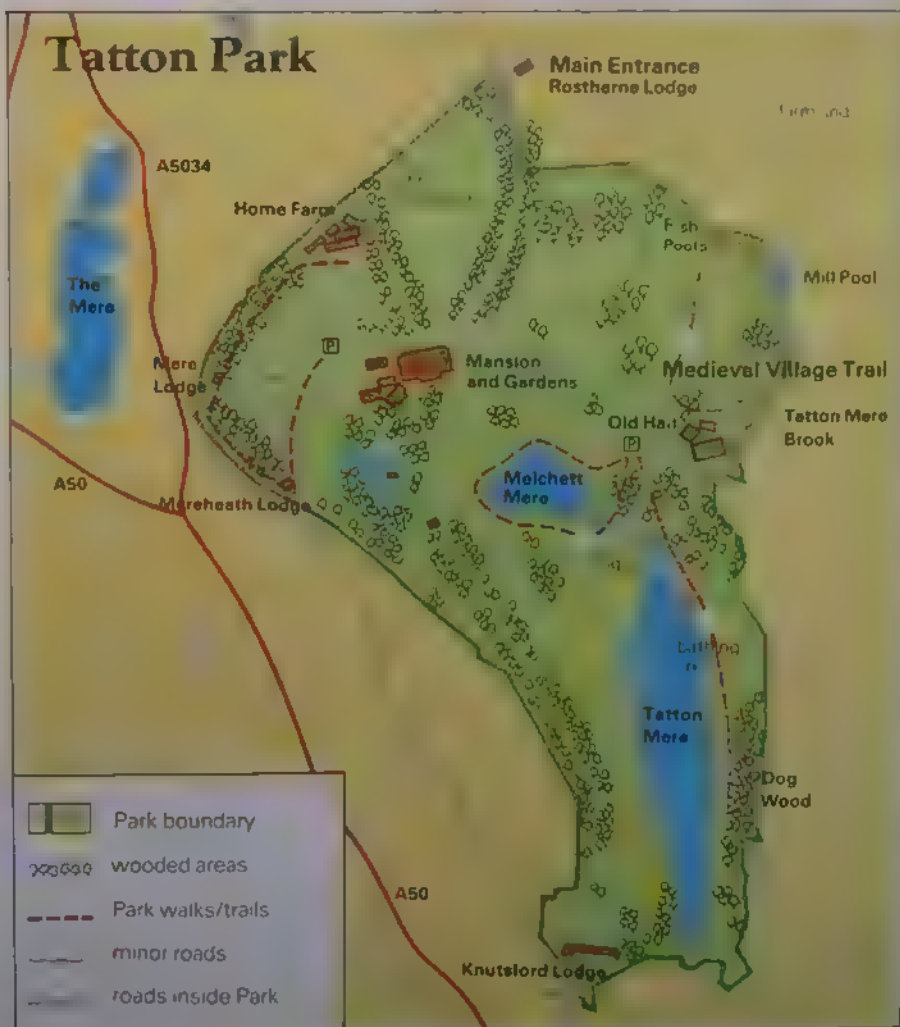 Tatton Park
Main Entrance
Rostherne Lodge
A5034
Home Farm
Fish
Pools
The
Mere
Mill Pool
P
Mere
Lodge
Mansion
and Gardens
Medieval Village Trail
Old Hall
P
Tatton Mere
Brook
A50
Melchett
Mere
Mereheath Lodge
Tatton
Mere
Dog
Wood
Park boundary
wooded areas
Park walks/trails
minor roads
roads inside Park
A50
Knutsford Lodge